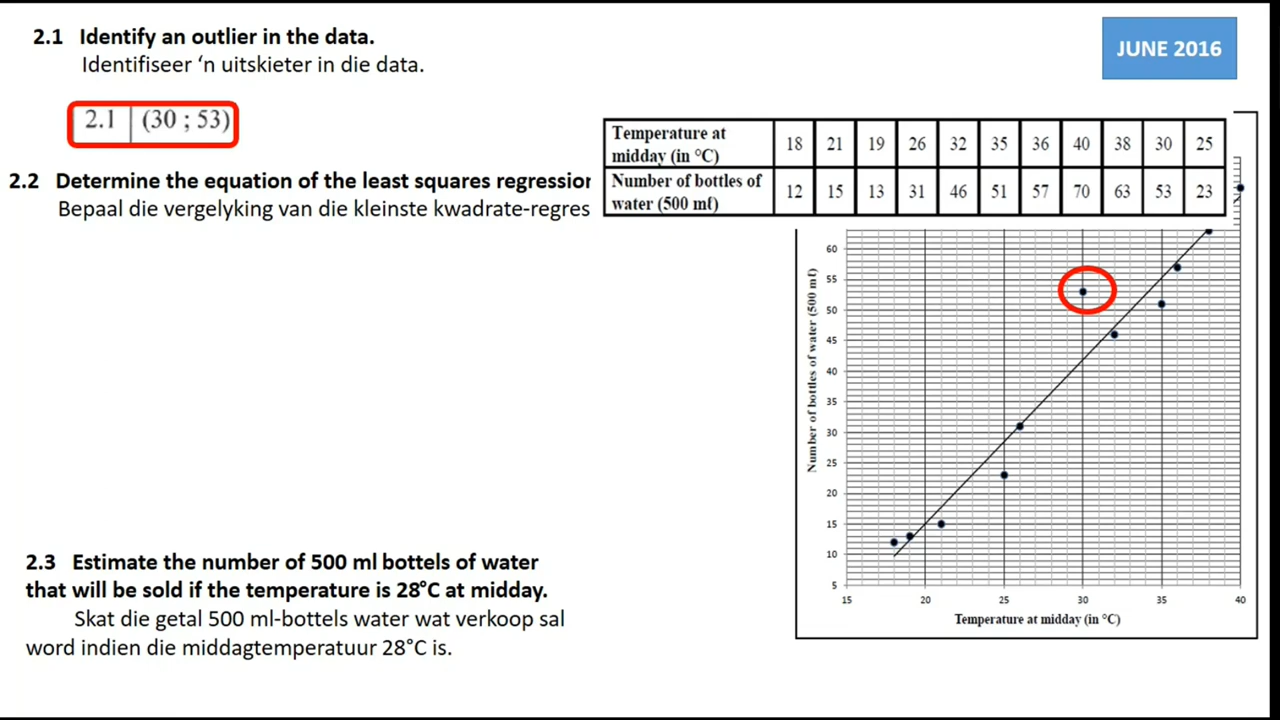 2.1 Identify an outlier in the data.
Identifiseer ‘n uitskieter in die data.
JUNE 2016
2.1 (30 ; 53)
Temperature at midday (in °C) 18 21 19 26 32 35 36 40 38 30 25
Number of bottles of water (500 mℓ) 12 15 13 31 46 51 57 70 63 53 23
2.2 Determine the equation of the least squares regression
Bepaal die vergelyking van die kleinste kwadrate-regres
Number of bottles of water (500 mℓ)
60
55
50
45
40
35
30
25
20
15
10
5
15 20 25 30 35 40
Temperature at midday (in °C)
2.3 Estimate the number of 500 ml bottels of water
that will be sold if the temperature is 28°C at midday.
Skat die getal 500 ml-bottels water wat verkoop sal
word indien die middagtemperatuur 28°C is.